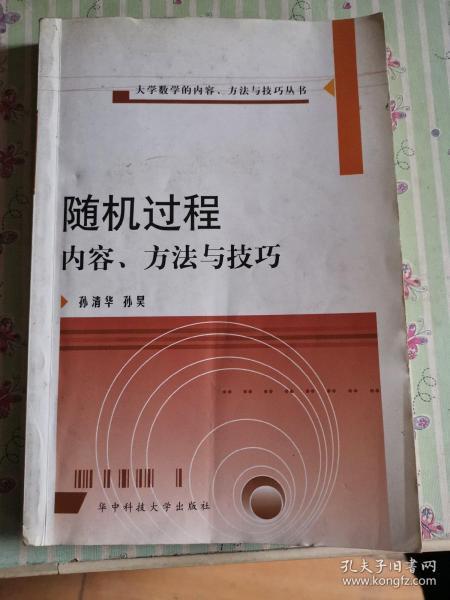 大学数学的内容、方法与技巧丛书
随机过程
内容、方法与技巧
孙清华 孙昊
华中科技大学出版社
孔夫子旧书网
www.kongfz.com